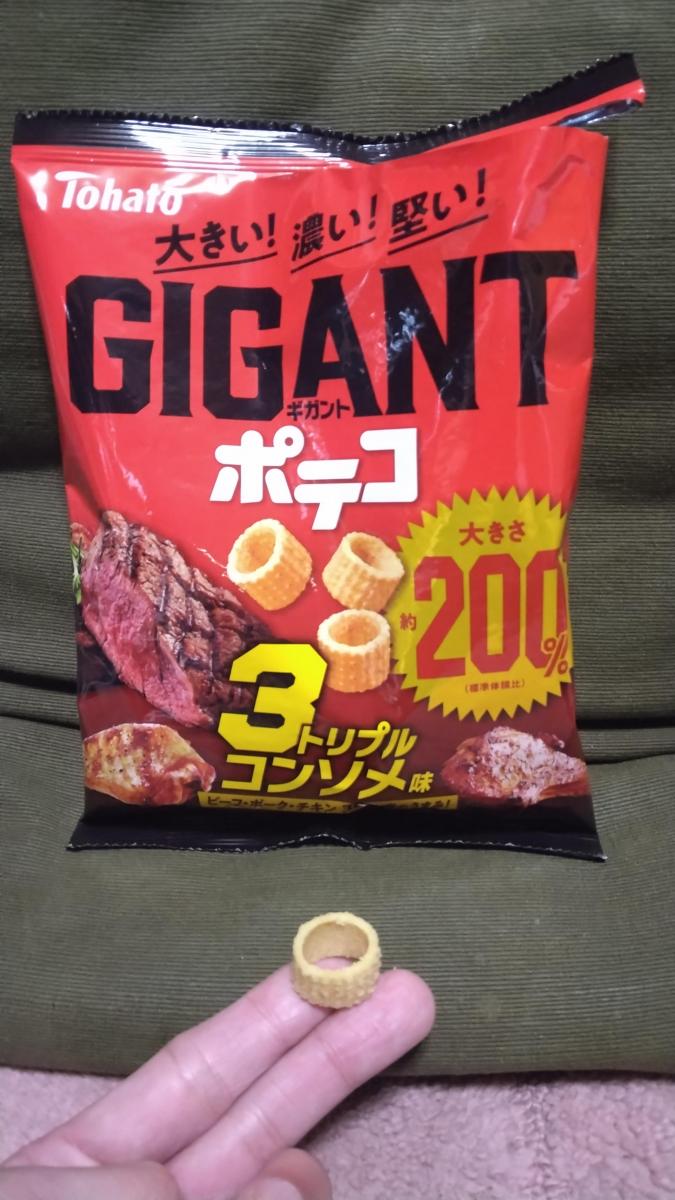 Tohato
大きい! 濃い! 堅い!
GIGANT
ギガント
ポテコ
大きさ
約200%
(標準体積比)
3トリプル
コンソメ味
ビーフ・ポーク・チキン